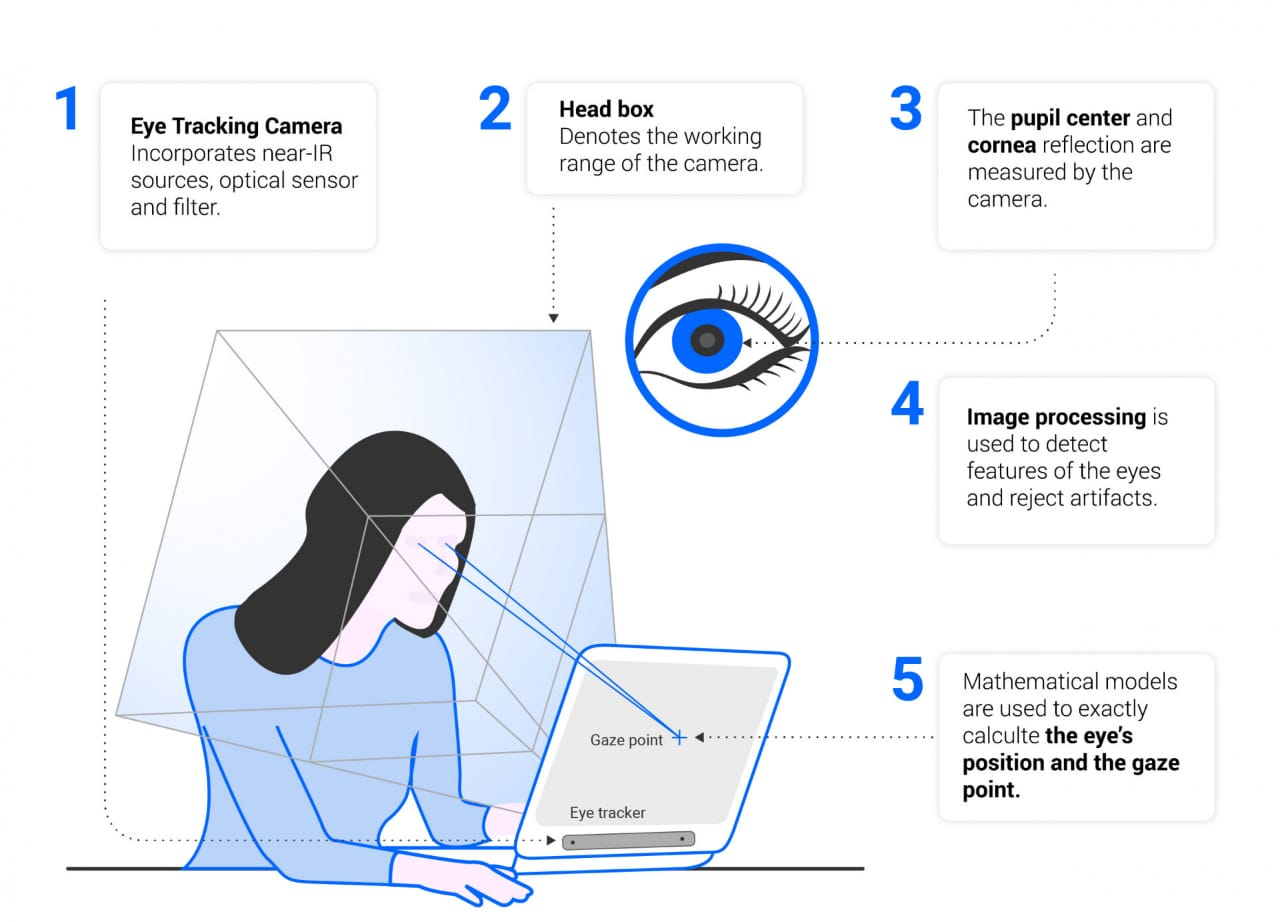 1
Eye Tracking Camera
Incorporates near-IR
sources, optical sensor
and filter.
2
Head box
Denotes the working
range of the camera.
3
The pupil center and
cornea reflection are
measured by the
camera.
4
Image processing is
used to detect
features of the eyes
and reject artifacts.
5
Mathematical models
are used to exactly
calculte the eye's
position and the gaze
point.
Gaze point
Eye tracker